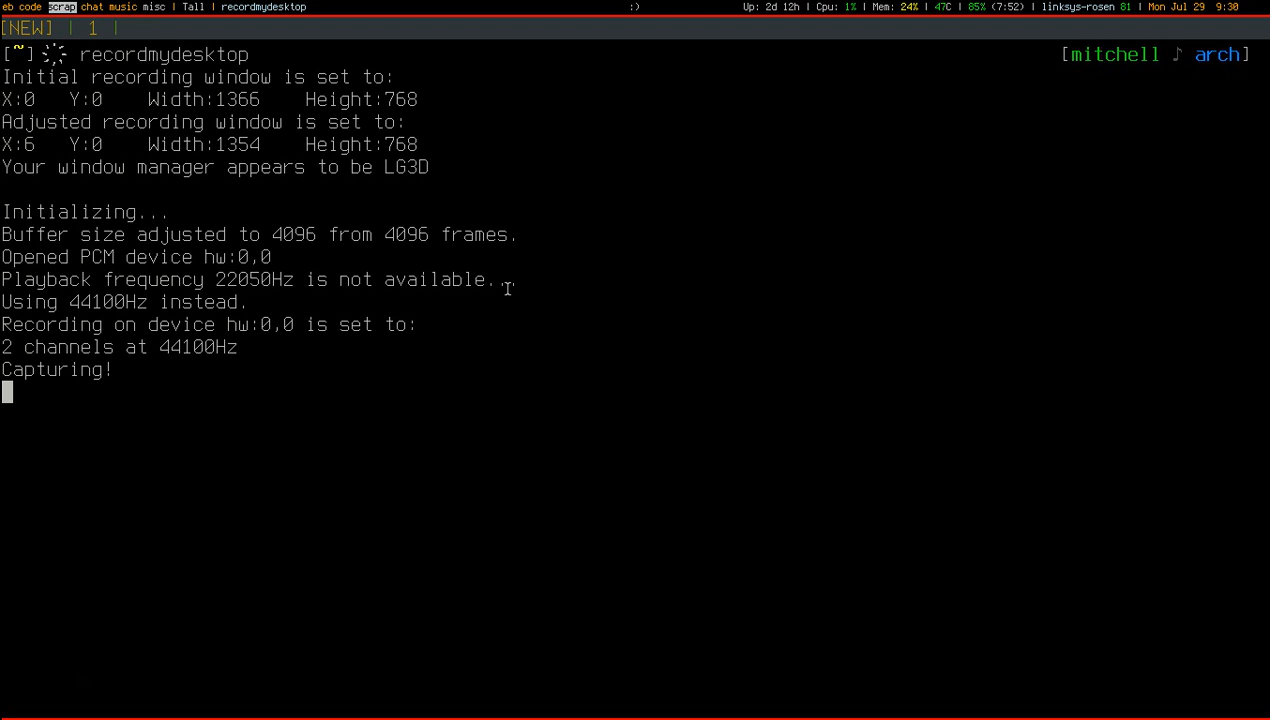 eb code scrap chat music misc | Tall | recordmydesktop :) Up: 2d 12h | Cpu: 1% | Mem: 24% | 47C | 85% (7:52) | linksys-rosen 81 | Mon Jul 29 9:30
[NEW] | 1 |
[~] recordmydesktop [mitchell ♪ arch]
Initial recording window is set to:
X:0 Y:0 Width:1366 Height:768
Adjusted recording window is set to:
X:6 Y:0 Width:1354 Height:768
Your window manager appears to be LG3D
Initializing...
Buffer size adjusted to 4096 from 4096 frames.
Opened PCM device hw:0,0
Playback frequency 22050Hz is not available...
Using 44100Hz instead.
Recording on device hw:0,0 is set to:
2 channels at 44100Hz
Capturing!